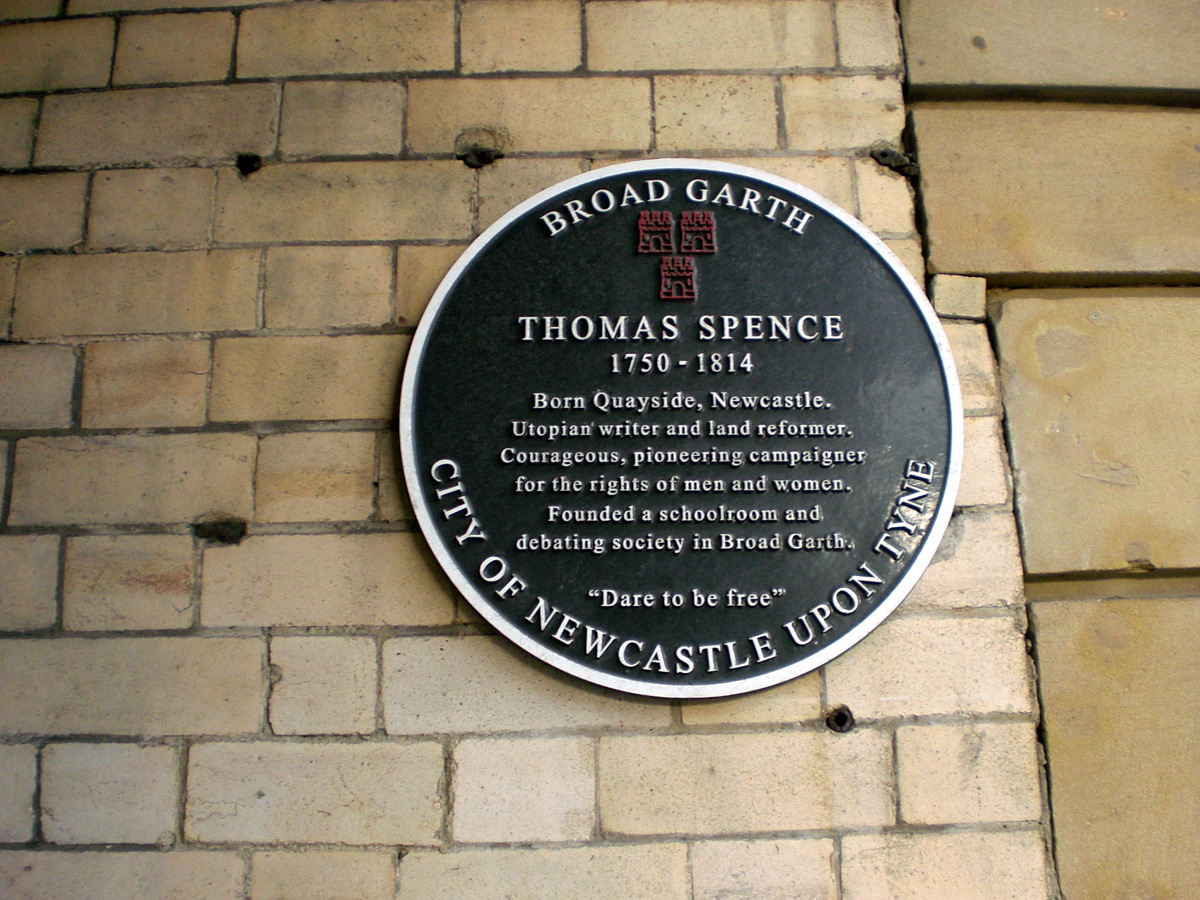 BROAD GARTH
THOMAS SPENCE
1750 - 1814
Born Quayside, Newcastle.
Utopian writer and land reformer.
Courageous, pioneering campaigner
for the rights of men and women.
Founded a schoolroom and
debating society in Broad Garth.
"Dare to be free"
CITY OF NEWCASTLE UPON TYNE